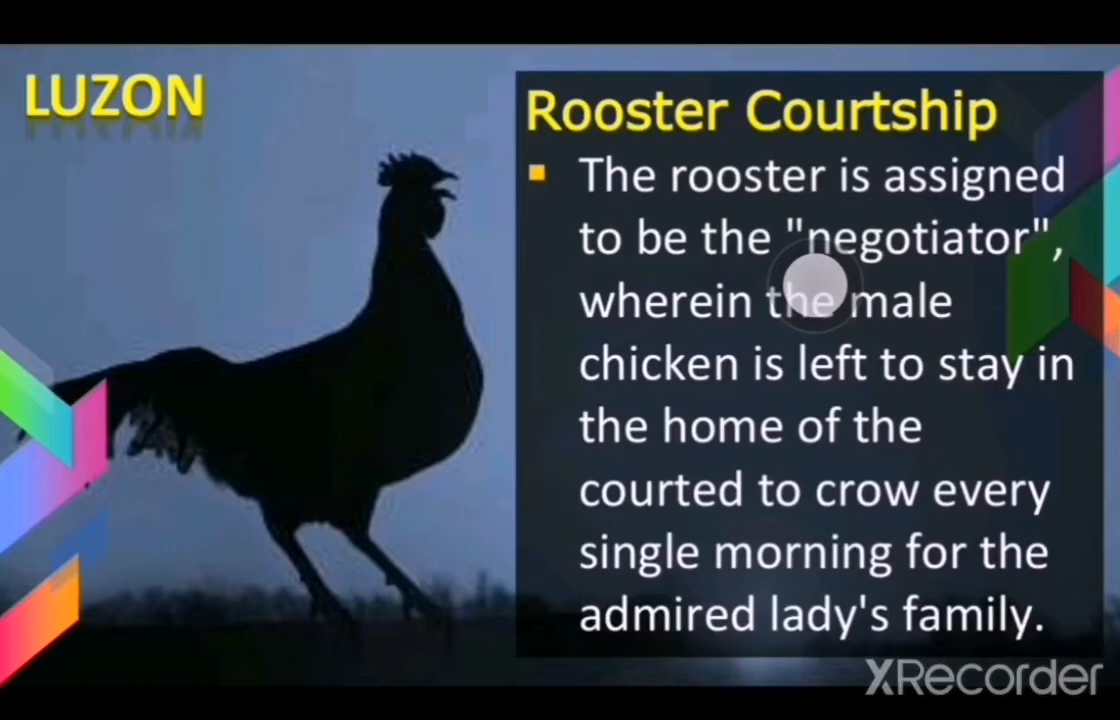 LUZON
Rooster Courtship
▪ The rooster is assigned
to be the "negotiator",
wherein the male
chicken is left to stay in
the home of the
courted to crow every
single morning for the
admired lady's family.
XRecorder